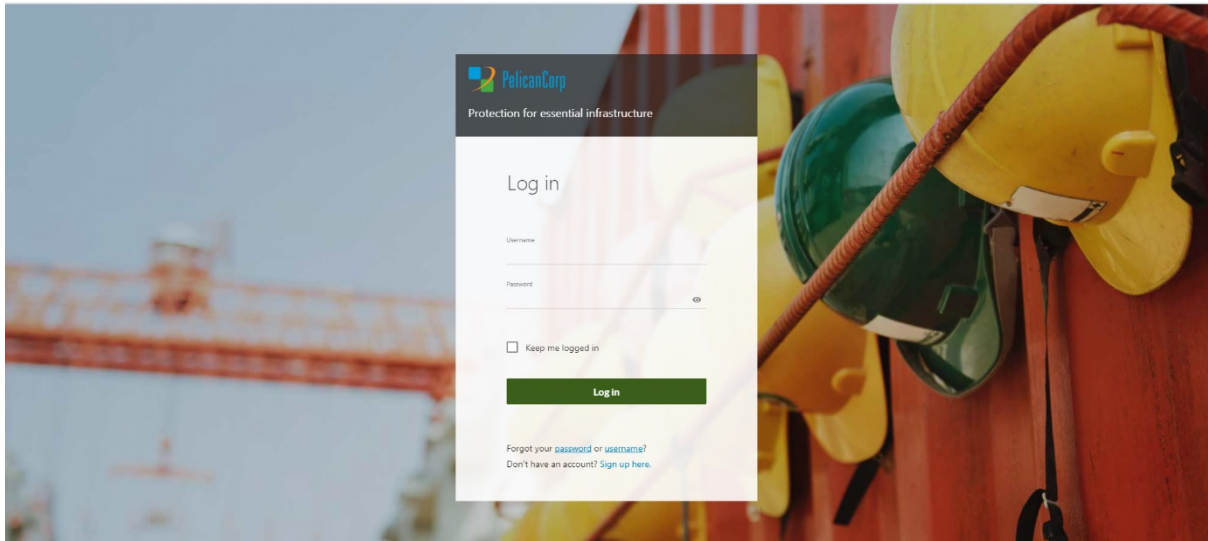 PelicanCorp
Protection for essential infrastructure
Log in
Username
Password
Keep me logged in
Log in
Forgot your password or username?
Don't have an account? Sign up here.